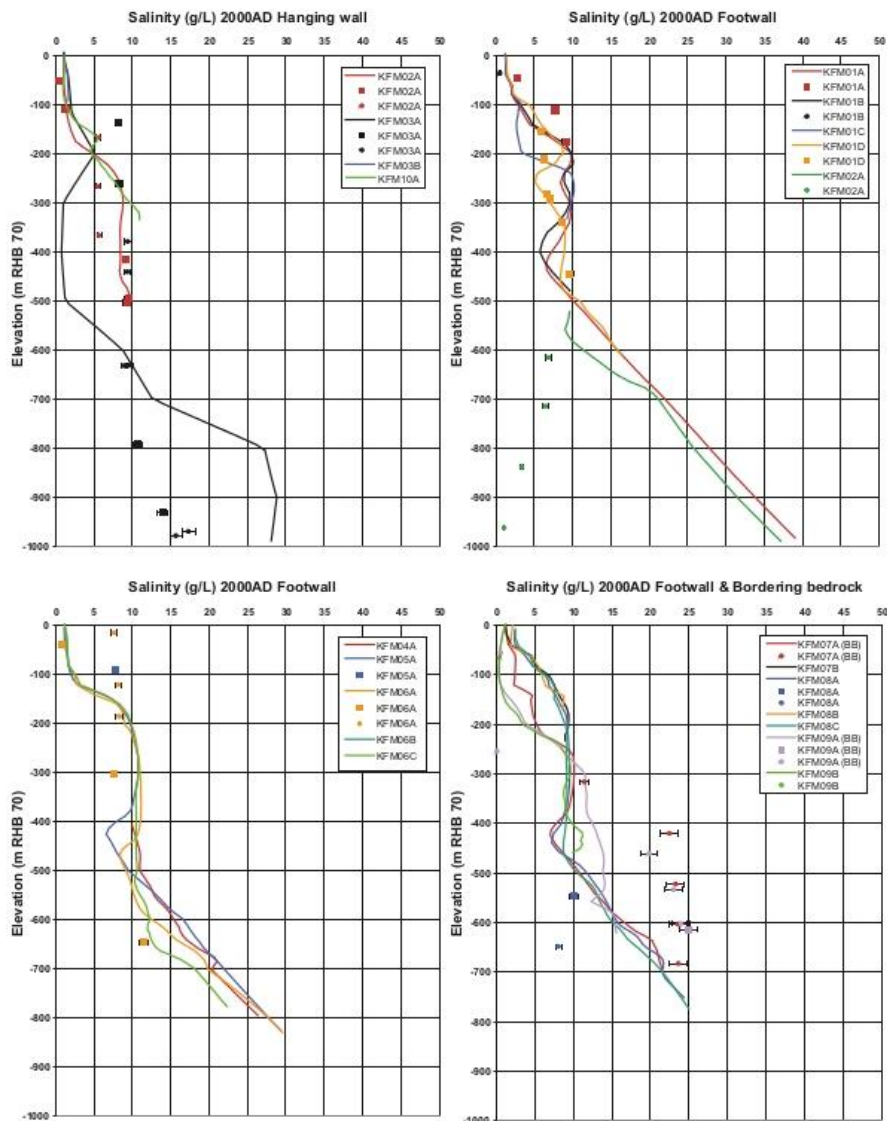 Salinity (g/L) 2000AD Hanging wall
0 5 10 15 20 25 30 35 40 45 50
0
-100
-200
-300
-400
-500
-600
-700
-800
-900
-1000
Elevation (m RHB 70)
KFM02A
KFM02A
KFM02A
KFM03A
KFM03A
KFM03A
KFM03B
KFM10A
Salinity (g/L) 2000AD Footwall
0 5 10 15 20 25 30 35 40 45 50
0
-100
-200
-300
-400
-500
-600
-700
-800
-900
-1000
Elevation (m RHB 70)
KFM01A
KFM01A
KFM01B
KFM01B
KFM01C
KFM01D
KFM01D
KFM02A
KFM02A
Salinity (g/L) 2000AD Footwall
0 5 10 15 20 25 30 35 40 45 50
0
-100
-200
-300
-400
-500
-600
-700
-800
-900
-1000
Elevation (m RHB 70)
KFM04A
KFM05A
KFM05A
KFM06A
KFM06A
KFM06A
KFM06B
KFM06C
Salinity (g/L) 2000AD Footwall & Bordering bedrock
0 5 10 15 20 25 30 35 40 45 50
0
-100
-200
-300
-400
-500
-600
-700
-800
-900
-1000
Elevation (m RHB 70)
KFM07A (BB)
KFM07A (BB)
KFM07B
KFM08A
KFM08A
KFM08A
KFM08B
KFM08C
KFM09A (BB)
KFM09A (BB)
KFM09A (BB)
KFM09B
KFM09B